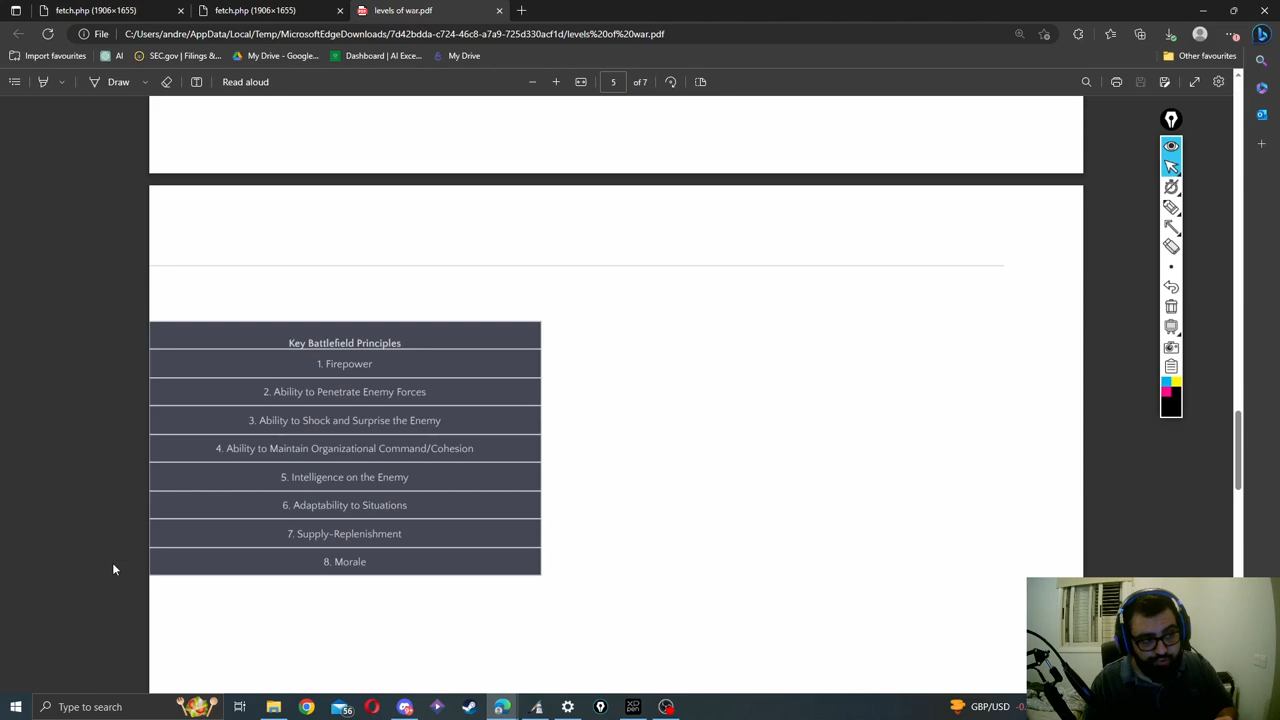 fetch.php (1906×1655)
fetch.php (1906×1655)
levels of war.pdf
File
C:/Users/andre/AppData/Local/Temp/MicrosoftEdgeDownloads/7d42bdda-c724-46c8-a7a9-725d330acf1d/levels%20of%20war.pdf
Import favourites
AI
SEC.gov | Filings &...
My Drive - Google...
Dashboard | AI Exce...
My Drive
Other favourites
Draw
Read aloud
5 of 7
Key Battlefield Principles
1. Firepower
2. Ability to Penetrate Enemy Forces
3. Ability to Shock and Surprise the Enemy
4. Ability to Maintain Organizational Command/Cohesion
5. Intelligence on the Enemy
6. Adaptability to Situations
7. Supply-Replenishment
8. Morale
Type here to search
56
XD
pen
GBP/USD